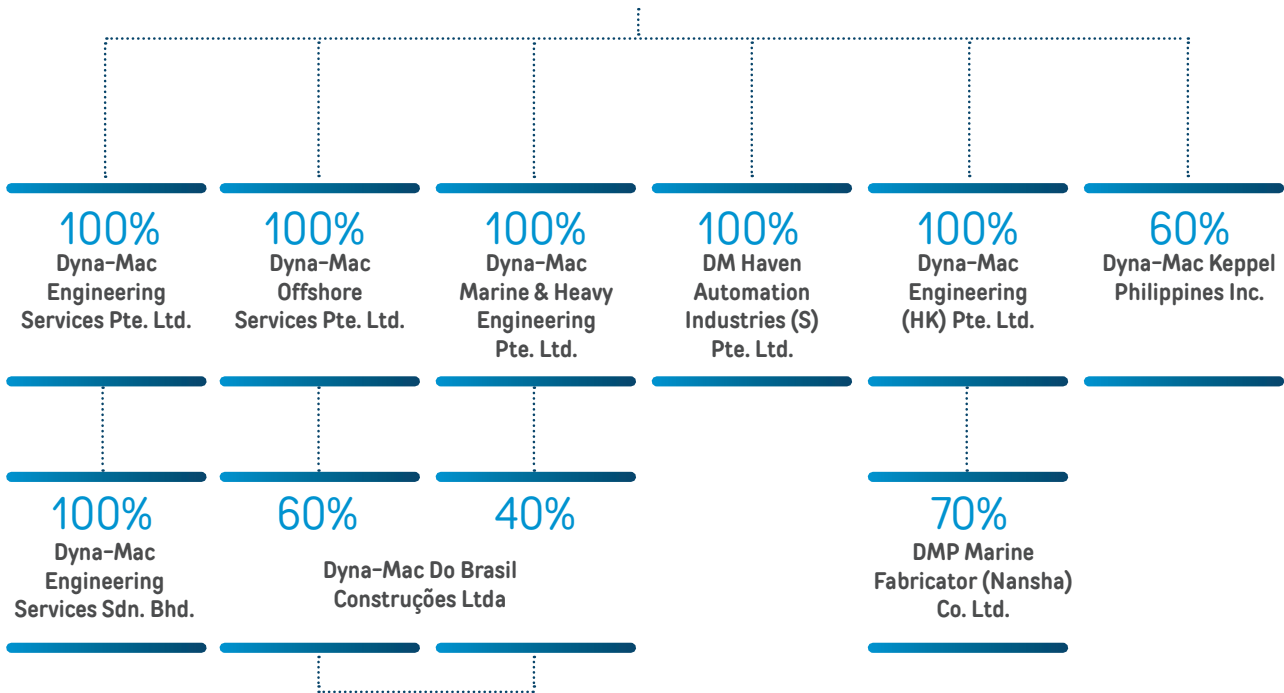 100%
Dyna-Mac
Engineering
Services Pte. Ltd.
100%
Dyna-Mac
Offshore
Services Pte. Ltd.
100%
Dyna-Mac
Marine & Heavy
Engineering
Pte. Ltd.
100%
DM Haven
Automation
Industries (S)
Pte. Ltd.
100%
Dyna-Mac
Engineering
(HK) Pte. Ltd.
60%
Dyna-Mac Keppel
Philippines Inc.
100%
Dyna-Mac
Engineering
Services Sdn. Bhd.
60%
40%
Dyna-Mac Do Brasil
Construções Ltda
70%
DMP Marine
Fabricator (Nansha)
Co. Ltd.